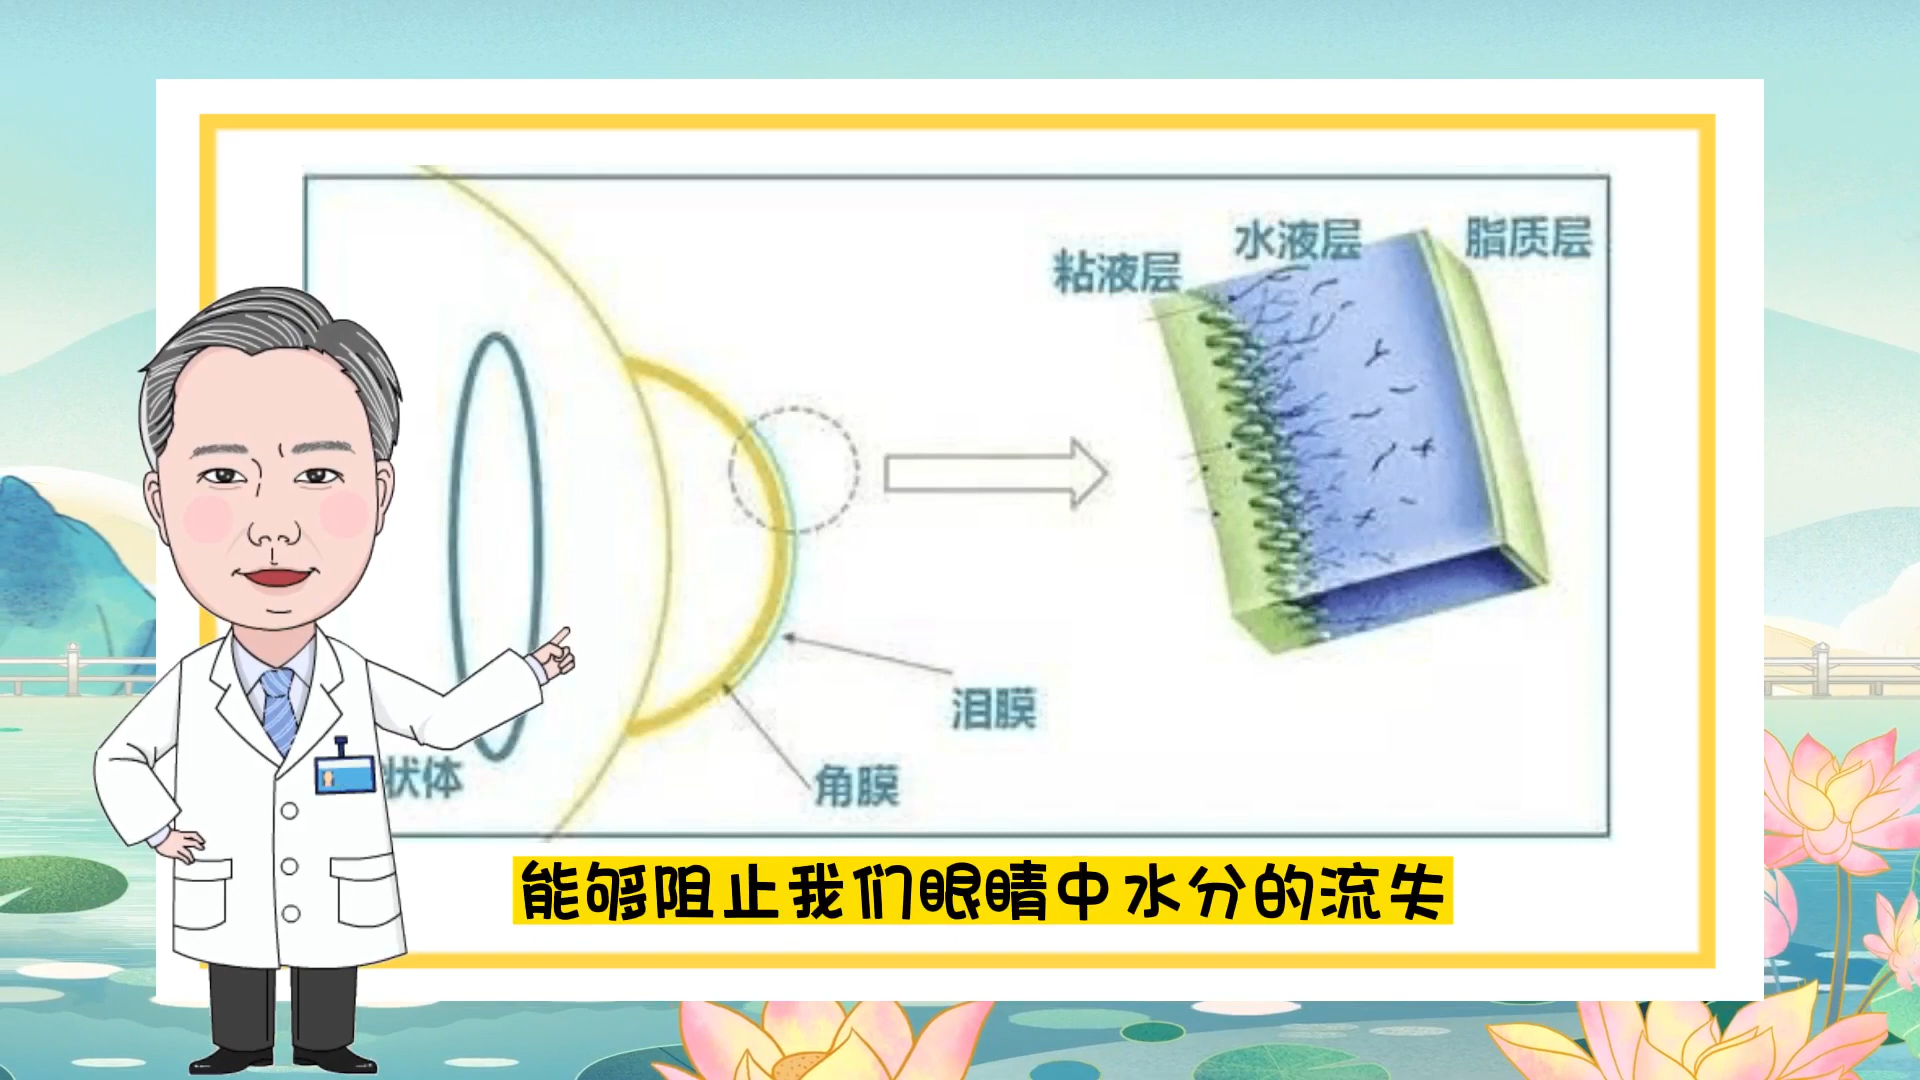 粘液层
水液层
脂质层
泪膜
角膜
状体
能够阻止我们眼睛中水分的流失